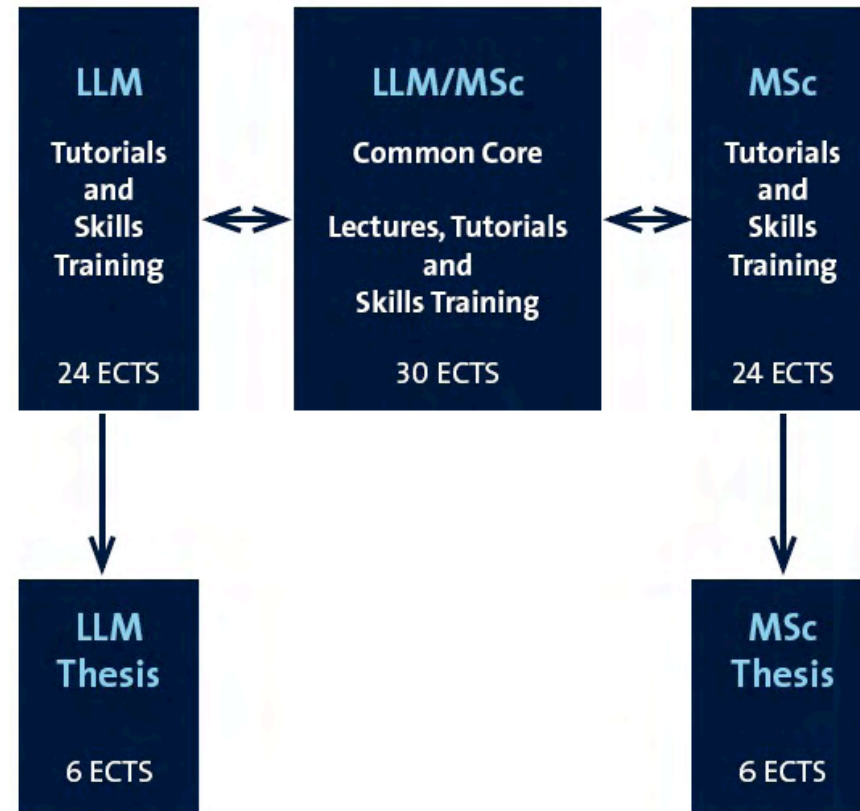 LLM
Tutorials
and
Skills
Training
24 ECTS
LLM/MSc
Common Core
Lectures, Tutorials
and
Skills Training
30 ECTS
MSc
Tutorials
and
Skills
Training
24 ECTS
LLM
Thesis
6 ECTS
MSc
Thesis
6 ECTS